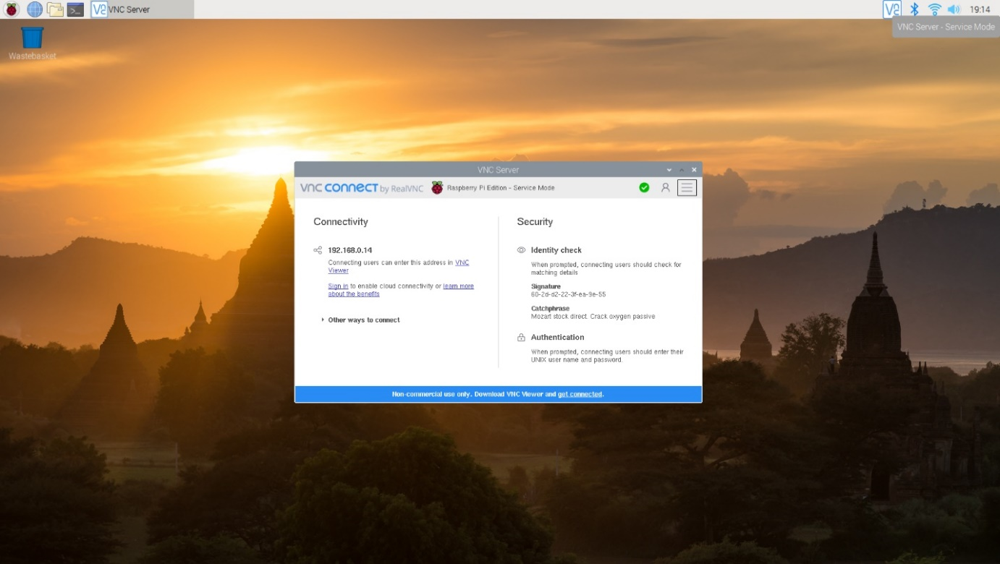 VNC Server
19:14
VNC Server - Service Mode
Wastebasket
VNC Server
VNC CONNECT by RealVNC Raspberry Pi Edition - Service Mode
Connectivity
192.168.0.14
Connecting users can enter this address in VNC
Viewer
Sign in to enable cloud connectivity or learn more
about the benefits
Other ways to connect
Security
Identity check
When prompted, connecting users should check for
matching details
Signature
60-2d-d2-22-3f-ea-9e-55
Catchphrase
Mozart stock direct. Crack oxygen passive
Authentication
When prompted, connecting users should enter their
UNIX user name and password.
Non-commercial use only. Download VNC Viewer and get connected.